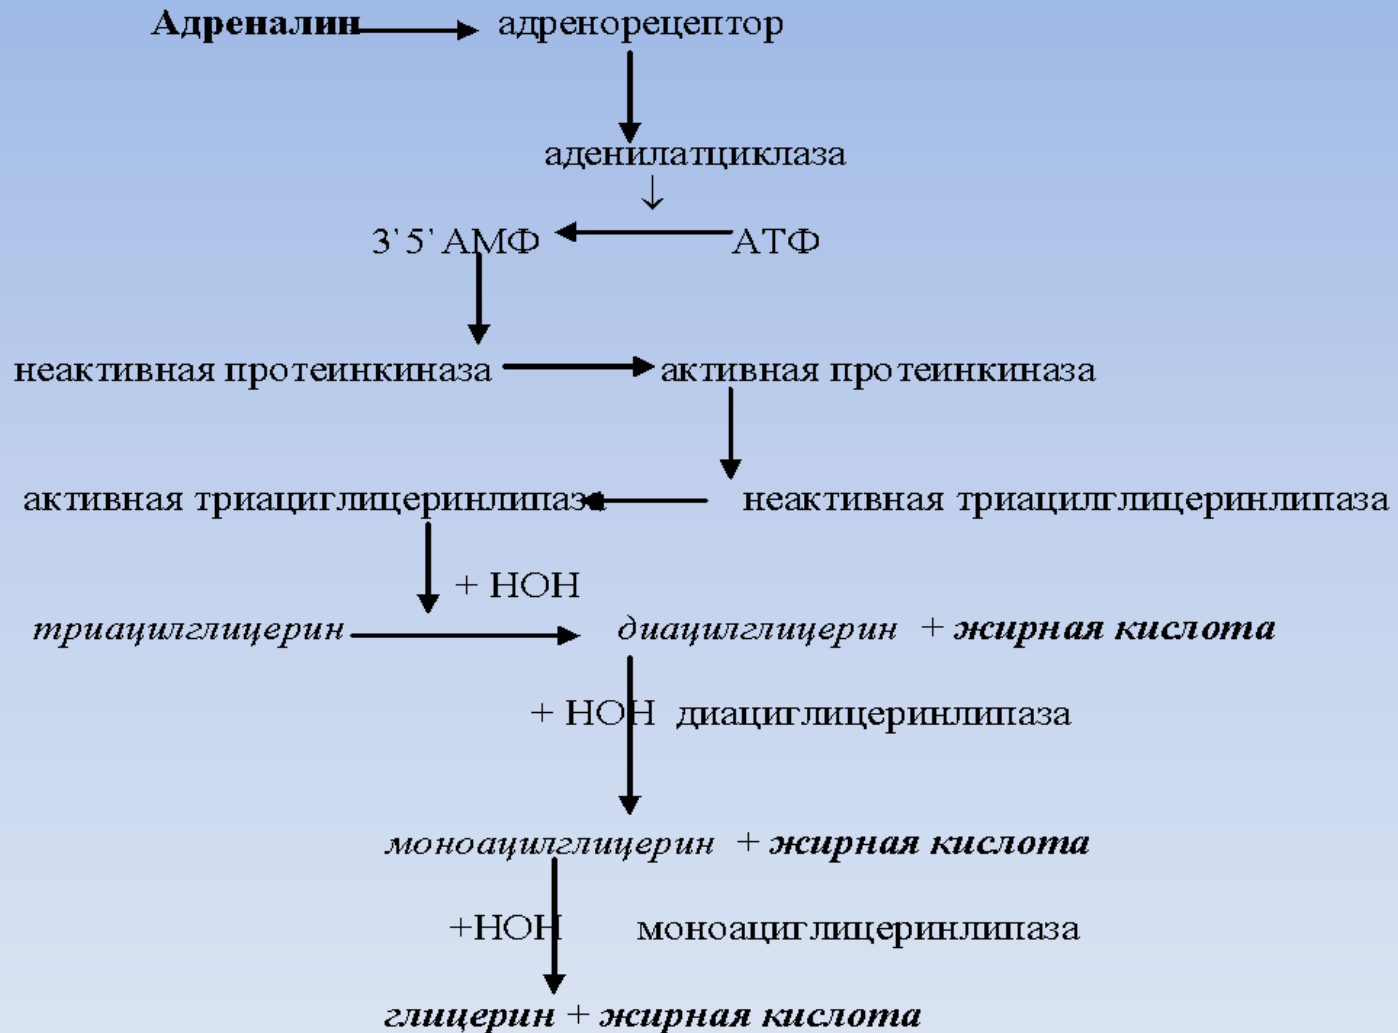 Адреналин адренорецептор
аденилатциклаза
3'5'АМФ АТФ
неактивная протеинкиназа активная протеинкиназа
активная триациглицеринлипаза неактивная триацилглицеринлипаза
+ НОН
триацилглицерин диацилглицерин + жирная кислота
+ НОН диациглицеринлипаза
моноацилглицерин + жирная кислота
+НОН моноациглицеринлипаза
глицерин + жирная кислота